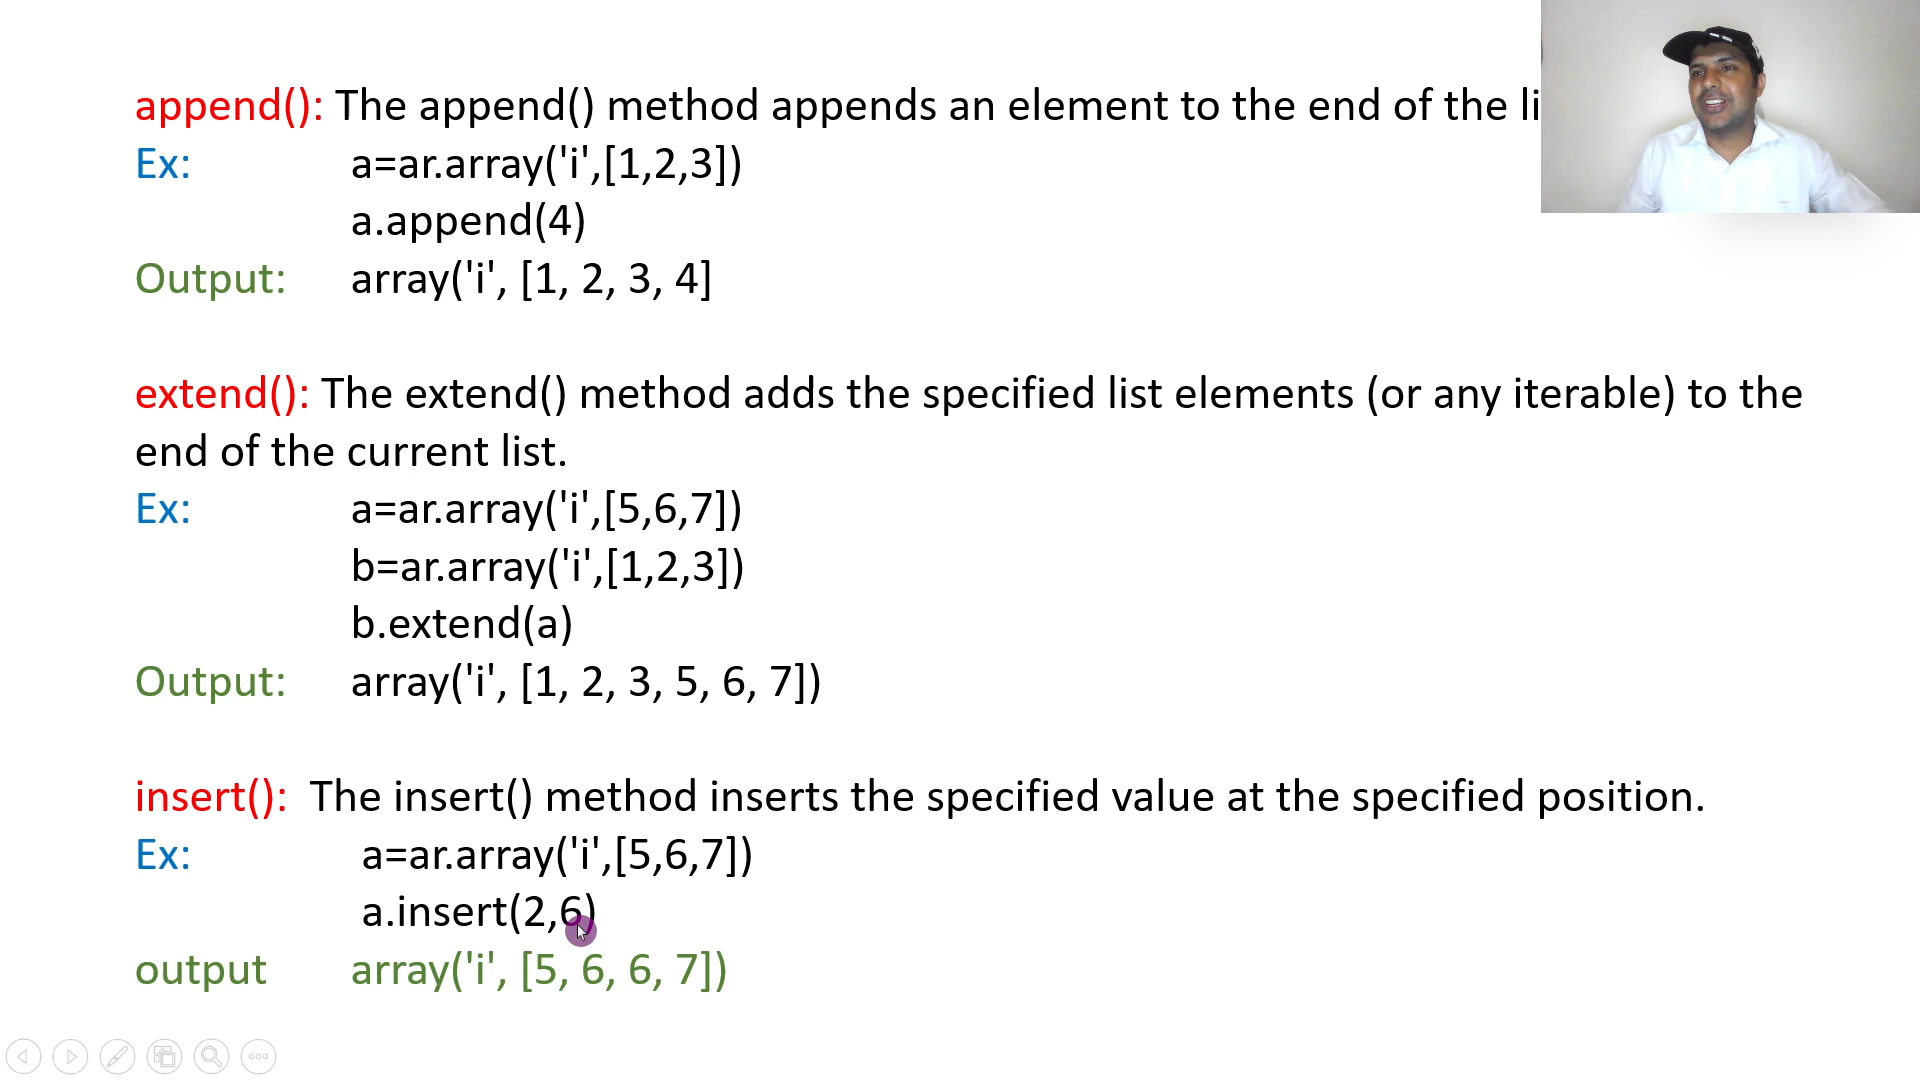 append(): The append() method appends an element to the end of the
Ex: a=ar.array('i',[1,2,3])
a.append(4)
Output: array('i', [1, 2, 3, 4]
extend(): The extend() method adds the specified list elements (or any iterable) to the
end of the current list.
Ex: a=ar.array('i',[5,6,7])
b=ar.array('i',[1,2,3])
b.extend(a)
Output: array('i', [1, 2, 3, 5, 6, 7])
insert(): The insert() method inserts the specified value at the specified position.
Ex: a=ar.array('i',[5,6,7])
a.insert(2,6)
output array('i', [5, 6, 6, 7])